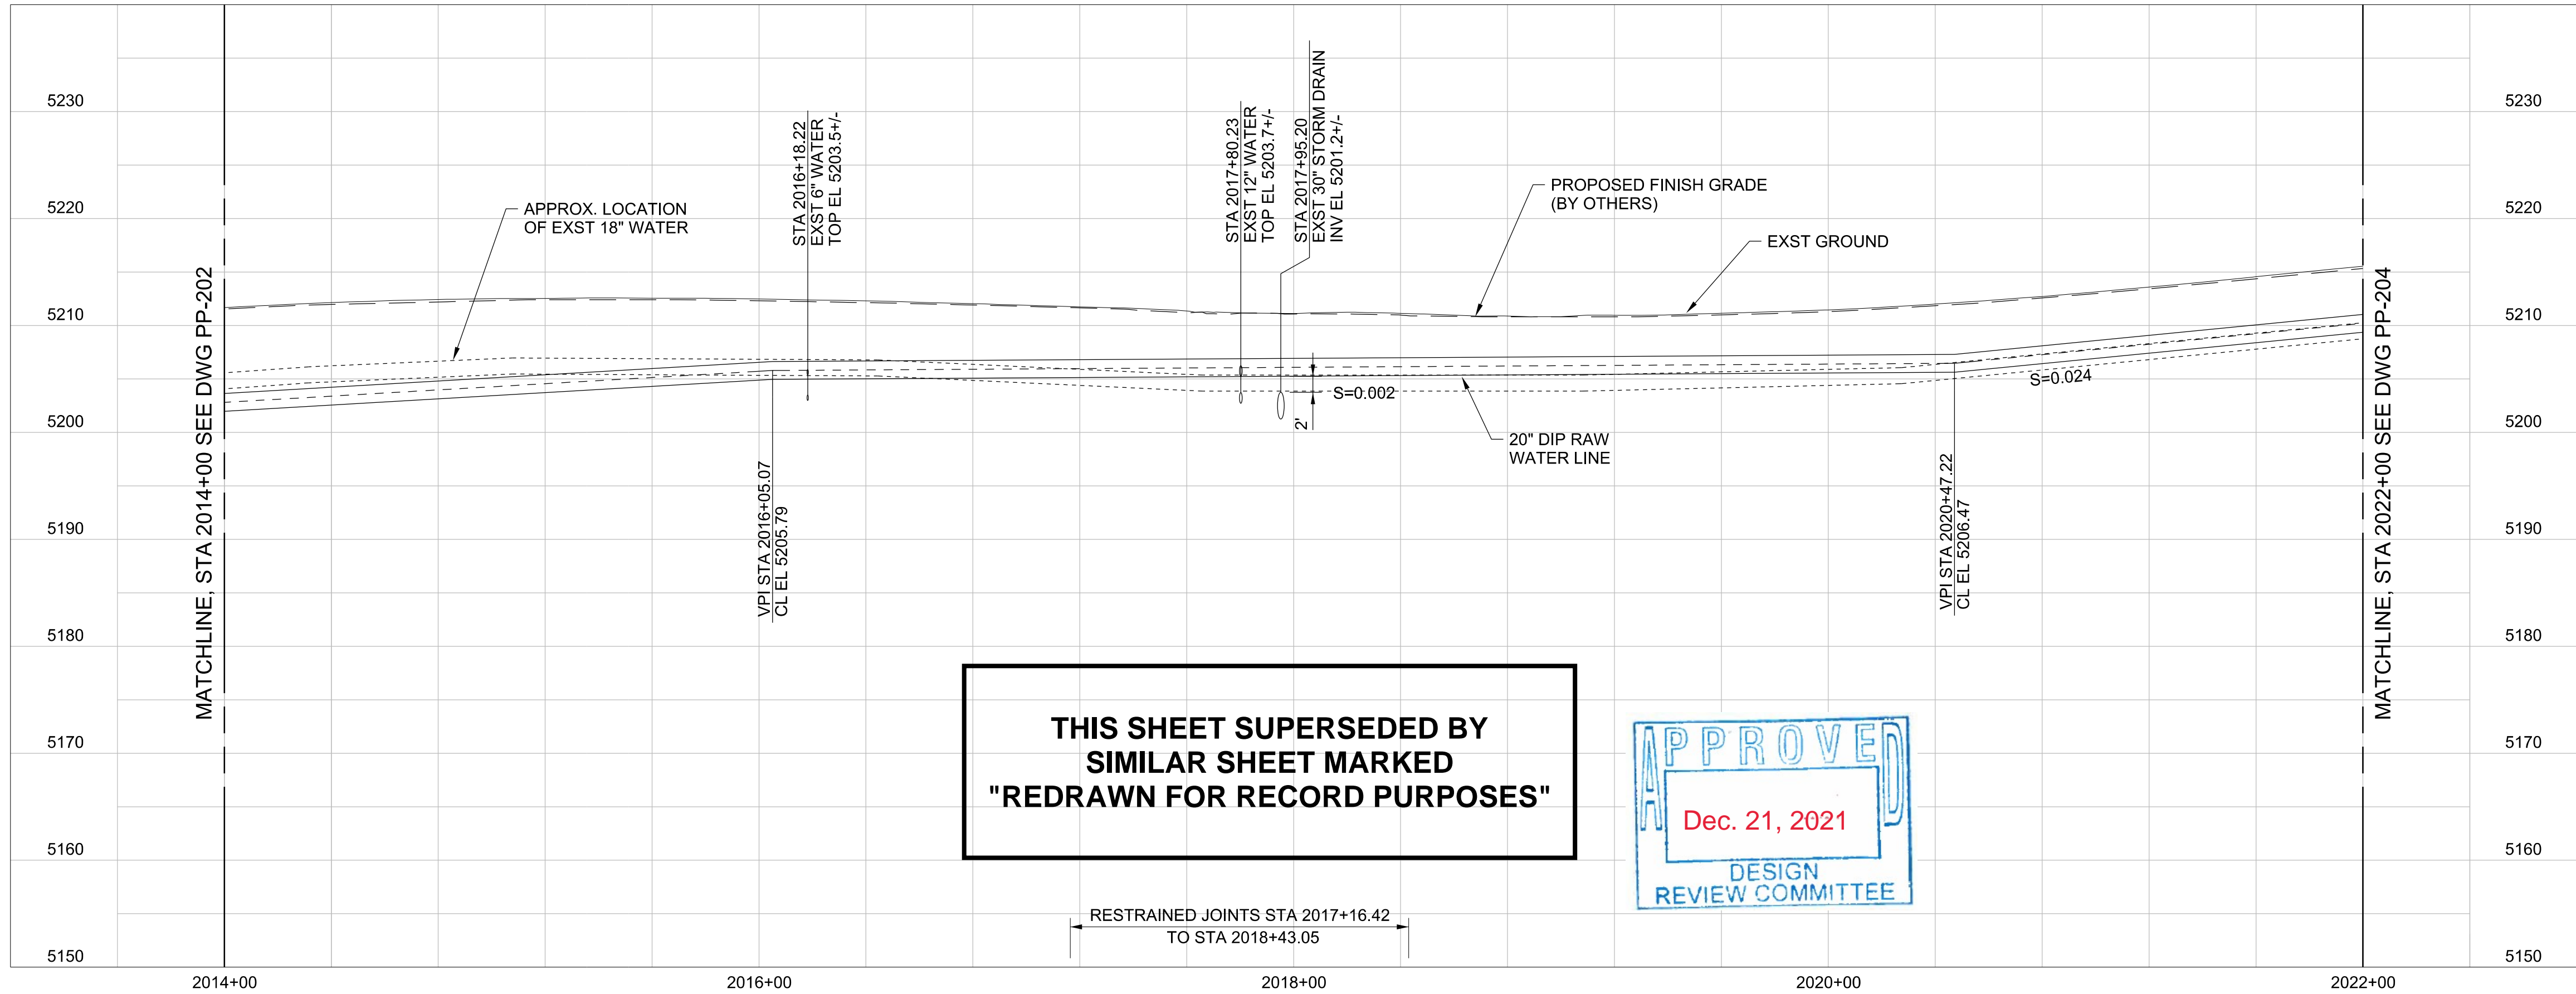 5230
5220
5210
5200
5190
5180
5170
5160
5150
MATCHLINE, STA 2014+00 SEE DWG PP-202
APPROX. LOCATION
OF EXST 18" WATER
STA 2016+18.22
EXST 6" WATER
TOP EL 5203.5+/-
STA 2017+80.23
EXST 12" WATER
TOP EL 5203.7+/-
STA 2017+95.20
EXST 30" STORM DRAIN
INV EL 5201.2+/-
PROPOSED FINISH GRADE
(BY OTHERS)
EXST GROUND
VPI STA 2016+05.07
CL EL 5205.79
2'
S=0.002
20" DIP RAW
WATER LINE
VPI STA 2020+47.22
CL EL 5206.47
S=0.024
MATCHLINE, STA 2022+00 SEE DWG PP-204
5230
5220
5210
5200
5190
5180
5170
5160
5150
THIS SHEET SUPERSEDED BY
SIMILAR SHEET MARKED
"REDRAWN FOR RECORD PURPOSES"
APPROVED
Dec. 21, 2021
DESIGN
REVIEW COMMITTEE
RESTRAINED JOINTS STA 2017+16.42
TO STA 2018+43.05
2014+00
2016+00
2018+00
2020+00
2022+00